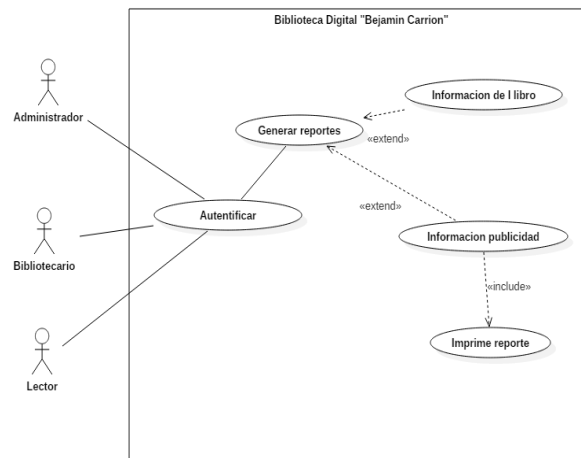 Biblioteca Digital "Bejamin Carrion"
Informacion de l libro
Administrador
Generar reportes
«extend»
«extend»
Autentificar
Informacion publicidad
Bibliotecario
«include»
Imprime reporte
Lector